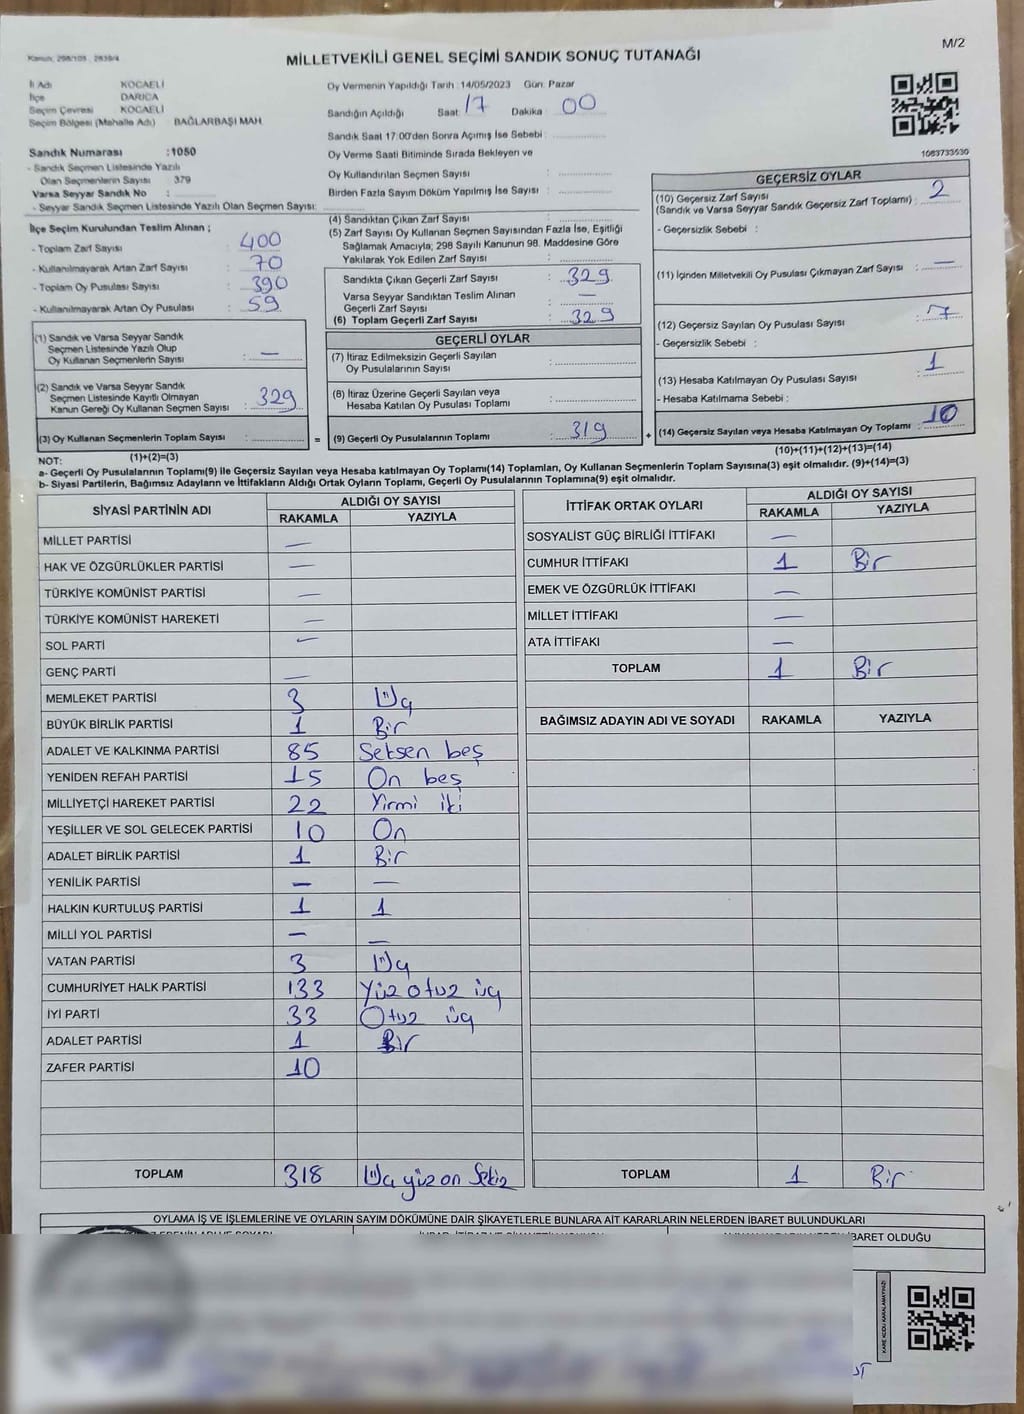 Kanun: 298/105 , 2839/4
MİLLETVEKİLİ GENEL SEÇİMİ SANDIK SONUÇ TUTANAĞI
M/2
İl Adı KOCAELİ
İlçe DARICA
Seçim Çevresi KOCAELİ
Seçim Bölgesi (Mahalle Adı) BAĞLARBAŞI MAH.
Sandık Numarası :1050
- Sandık Seçmen Listesinde Yazılı
Olan Seçmenlerin Sayısı 379
Varsa Seyyar Sandık No :
- Seyyar Sandık Seçmen Listesinde Yazılı Olan Seçmen Sayısı:
Oy Vermenin Yapıldığı Tarih :14/05/2023 Gün: Pazar
Sandığın Açıldığı Saat: 17 Dakika : 00
Sandık Saat 17:00'den Sonra Açımış İse Sebebi :
Oy Verme Saati Bitiminde Sırada Bekleyen ve
Oy Kullandırılan Seçmen Sayısı :
Birden Fazla Sayım Döküm Yapılmış İse Sayısı :
1083733530
İlçe Seçim Kurulundan Teslim Alınan ;
- Toplam Zarf Sayısı : 400
- Kullanılmayarak Artan Zarf Sayısı : 70
- Toplam Oy Pusulası Sayısı : 390
- Kullanılmayarak Artan Oy Pusulası : 59
(1) Sandık ve Varsa Seyyar Sandık
Seçmen Listesinde Yazılı Olup
Oy Kullanan Seçmenlerin Sayısı : —
(2) Sandık ve Varsa Seyyar Sandık
Seçmen Listesinde Kayıtlı Olmayan
Kanun Gereği Oy Kullanan Seçmen Sayısı : 329
(3) Oy Kullanan Seçmenlerin Toplam Sayısı :
(1)+(2)=(3)
(4) Sandıktan Çıkan Zarf Sayısı :
(5) Zarf Sayısı Oy Kullanan Seçmen Sayısından Fazla İse, Eşitliği
Sağlamak Amacıyla; 298 Sayılı Kanunun 98. Maddesine Göre
Yakılarak Yok Edilen Zarf Sayısı :
Sandıkta Çıkan Geçerli Zarf Sayısı : 329
Varsa Seyyar Sandıktan Teslim Alınan
Geçerli Zarf Sayısı : —
(6) Toplam Geçerli Zarf Sayısı : 329
GEÇERLİ OYLAR
(7) İtiraz Edilmeksizin Geçerli Sayılan
Oy Pusulalarının Sayısı :
(8) İtiraz Üzerine Geçerli Sayılan veya
Hesaba Katılan Oy Pusulası Toplamı :
= (9) Geçerli Oy Pusulalarının Toplamı : 319 +
GEÇERSİZ OYLAR
(10) Geçersiz Zarf Sayısı
(Sandık ve Varsa Seyyar Sandık Geçersiz Zarf Toplamı) : 2
- Geçersizlik Sebebi :
(11) İçinden Milletvekili Oy Pusulası Çıkmayan Zarf Sayısı : —
(12) Geçersiz Sayılan Oy Pusulası Sayısı : 7
- Geçersizlik Sebebi :
(13) Hesaba Katılmayan Oy Pusulası Sayısı : 1
- Hesaba Katılmama Sebebi :
(14) Geçersiz Sayılan veya Hesaba Katılmayan Oy Toplamı : 10
(10)+(11)+(12)+(13)=(14)
NOT:
a- Geçerli Oy Pusulalarının Toplamı(9) ile Geçersiz Sayılan veya Hesaba katılmayan Oy Toplamı(14) Toplamları, Oy Kullanan Seçmenlerin Toplam Sayısına(3) eşit olmalıdır. (9)+(14)=(3)
b- Siyasi Partilerin, Bağımsız Adayların ve İttifakların Aldığı Ortak Oyların Toplamı, Geçerli Oy Pusulalarının Toplamına(9) eşit olmalıdır.
SİYASİ PARTİNİN ADI ALDIĞI OY SAYISI
RAKAMLA YAZIYLA
MİLLET PARTİSİ —
HAK VE ÖZGÜRLÜKLER PARTİSİ —
TÜRKİYE KOMÜNİST PARTİSİ —
TÜRKİYE KOMÜNİST HAREKETİ —
SOL PARTİ —
GENÇ PARTİ —
MEMLEKET PARTİSİ 3 Üç
BÜYÜK BİRLİK PARTİSİ 1 Bir
ADALET VE KALKINMA PARTİSİ 85 Seksen beş
YENİDEN REFAH PARTİSİ 15 On beş
MİLLİYETÇİ HAREKET PARTİSİ 22 Yirmi iki
YEŞİLLER VE SOL GELECEK PARTİSİ 10 On
ADALET BİRLİK PARTİSİ 1 Bir
YENİLİK PARTİSİ — —
HALKIN KURTULUŞ PARTİSİ 1 1
MİLLİ YOL PARTİSİ — —
VATAN PARTİSİ 3 Üç
CUMHURİYET HALK PARTİSİ 133 Yüz otuz üç
İYİ PARTİ 33 Otuz üç
ADALET PARTİSİ 1 Bir
ZAFER PARTİSİ 10
TOPLAM 318 Üç yüz on Sekiz
İTTİFAK ORTAK OYLARI ALDIĞI OY SAYISI
RAKAMLA YAZIYLA
SOSYALİST GÜÇ BİRLİĞİ İTTİFAKI —
CUMHUR İTTİFAKI 1 Bir
EMEK VE ÖZGÜRLÜK İTTİFAKI —
MİLLET İTTİFAKI —
ATA İTTİFAKI —
TOPLAM 1 Bir
BAĞIMSIZ ADAYIN ADI VE SOYADI RAKAMLA YAZIYLA
TOPLAM 1 Bir
OYLAMA İŞ VE İŞLEMLERİNE VE OYLARIN SAYIM DÖKÜMÜNE DAİR ŞİKAYETLERLE BUNLARA AİT KARARLARIN NELERDEN İBARET BULUNDUKLARI
İBARET OLDUĞU
KARE KODU KARALAMAYINIZ